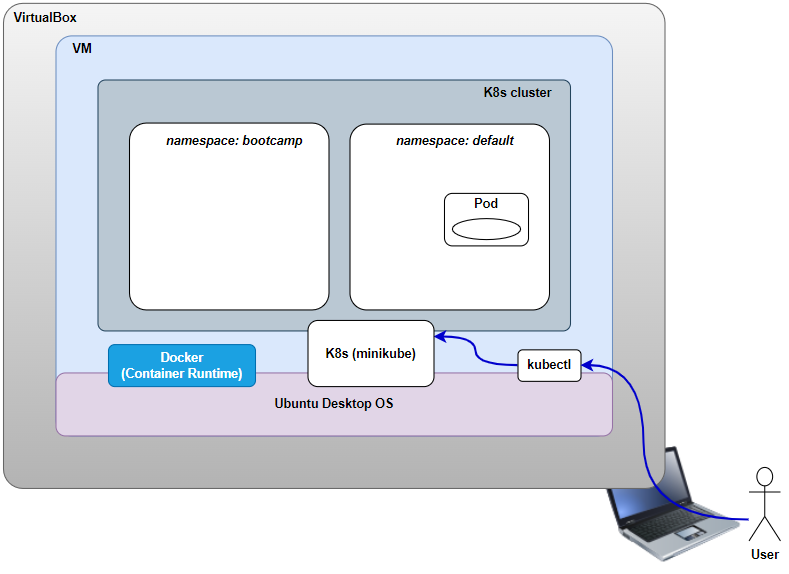 VirtualBox
VM
K8s cluster
namespace: bootcamp
namespace: default
Pod
K8s (minikube)
Docker
(Container Runtime)
kubectl
Ubuntu Desktop OS
User